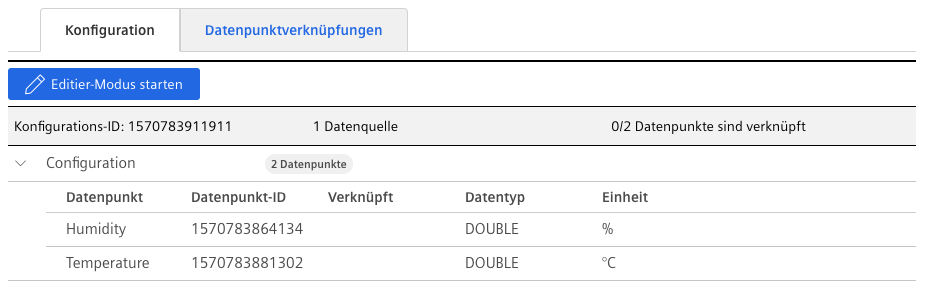 Konfiguration Datenpunktverknüpfungen
Editier-Modus starten
Konfigurations-ID: 1570783911911 1 Datenquelle 0/2 Datenpunkte sind verknüpft
Configuration 2 Datenpunkte
Datenpunkt Datenpunkt-ID Verknüpft Datentyp Einheit
Humidity 1570783864134 DOUBLE %
Temperature 1570783881302 DOUBLE °C